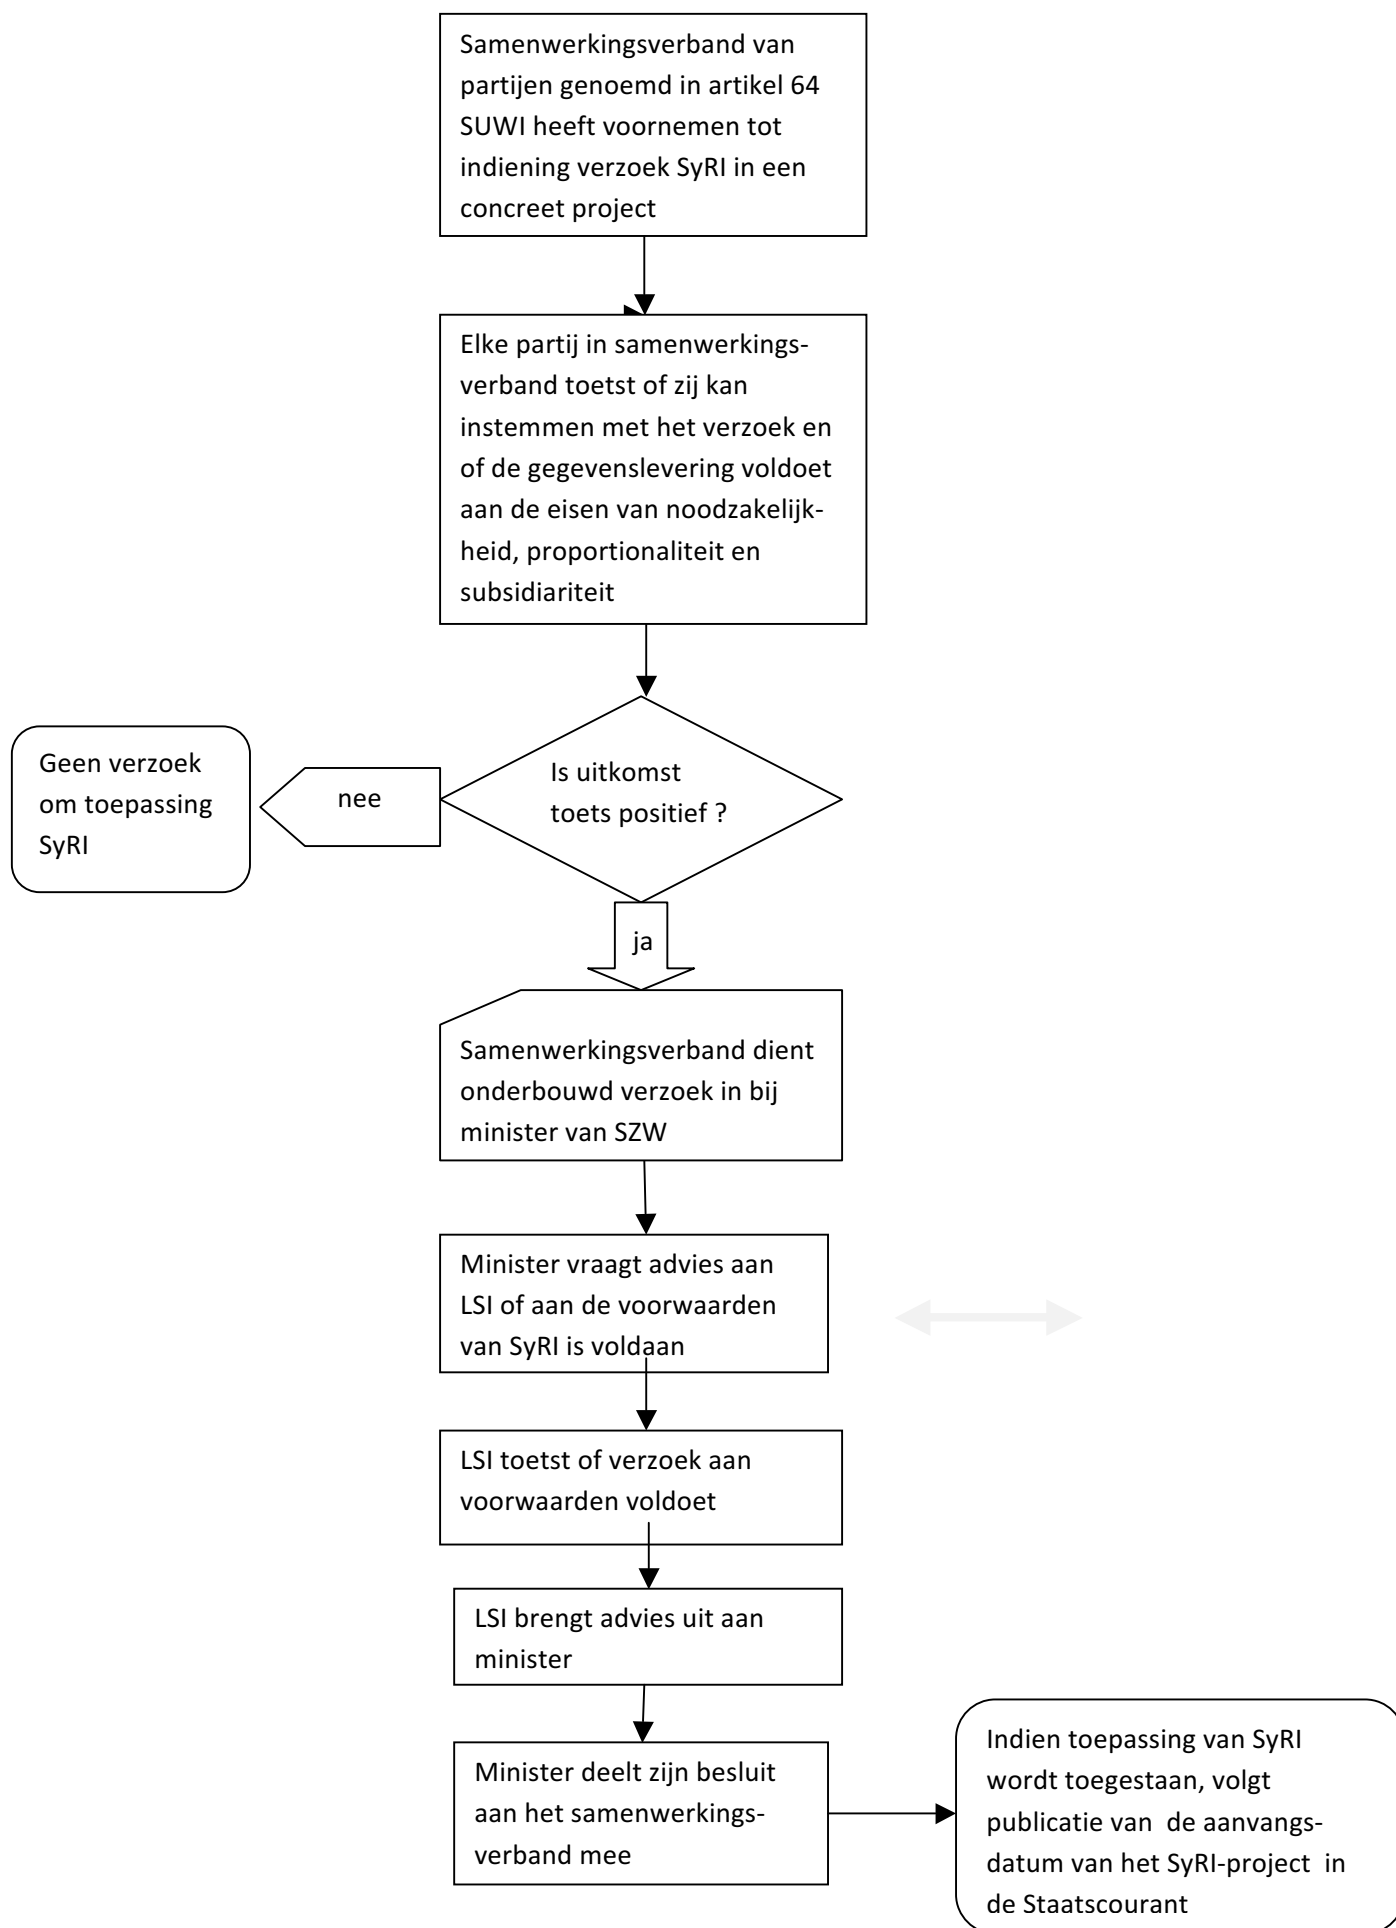 Samenwerkingsverband van
partijen genoemd in artikel 64
SUWI heeft voornemen tot
indiening verzoek SyRI in een
concreet project
Elke partij in samenwerkings-
verband toetst of zij kan
instemmen met het verzoek en
of de gegevenslevering voldoet
aan de eisen van noodzakelijk-
heid, proportionaliteit en
subsidiariteit
Is uitkomst
toets positief ?
nee
Geen verzoek
om toepassing
SyRI
ja
Samenwerkingsverband dient
onderbouwd verzoek in bij
minister van SZW
Minister vraagt advies aan
LSI of aan de voorwaarden
van SyRI is voldaan
LSI toetst of verzoek aan
voorwaarden voldoet
LSI brengt advies uit aan
minister
Minister deelt zijn besluit
aan het samenwerkings-
verband mee
Indien toepassing van SyRI
wordt toegestaan, volgt
publicatie van  de aanvangs-
datum van het SyRI-project  in
de Staatscourant